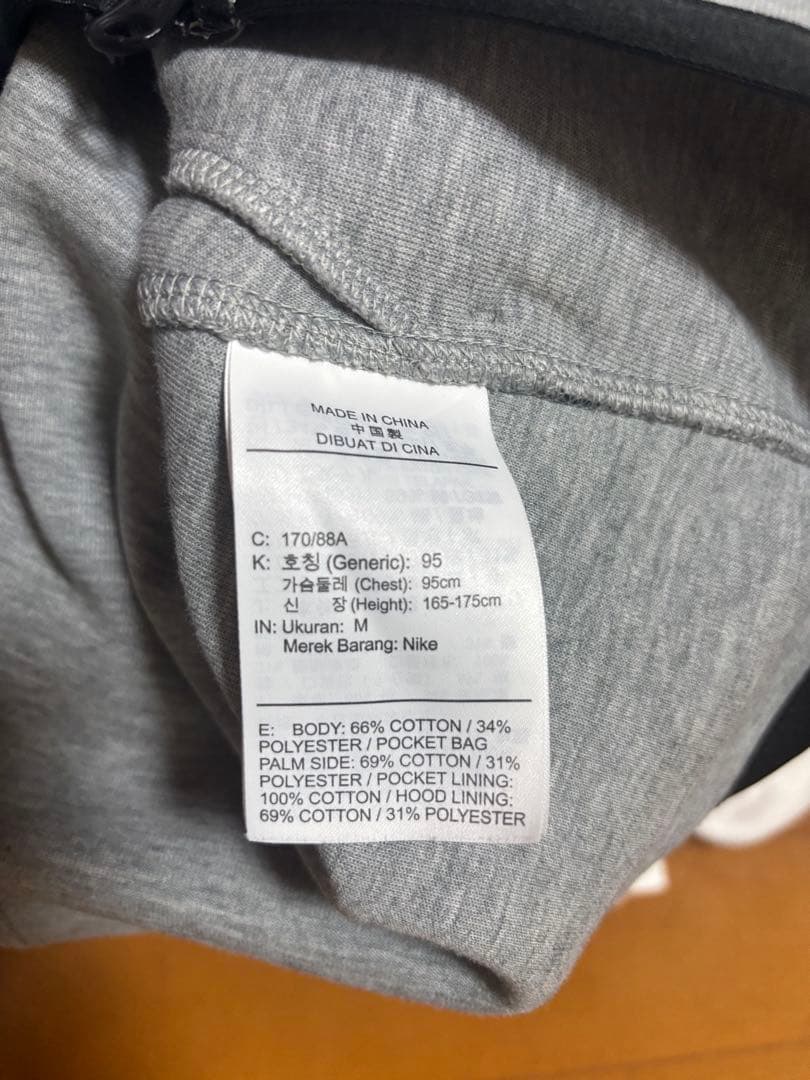 MADE IN CHINA
中国製
DIBUAT DI CINA
C: 170/88A
K: 호칭 (Generic): 95
가슴둘레 (Chest): 95cm
신 장 (Height): 165-175cm
IN: Ukuran: M
Merek Barang: Nike
E: BODY: 66% COTTON / 34%
POLYESTER / POCKET BAG
PALM SIDE: 69% COTTON / 31%
POLYESTER / POCKET LINING:
100% COTTON / HOOD LINING:
69% COTTON / 31% POLYESTER